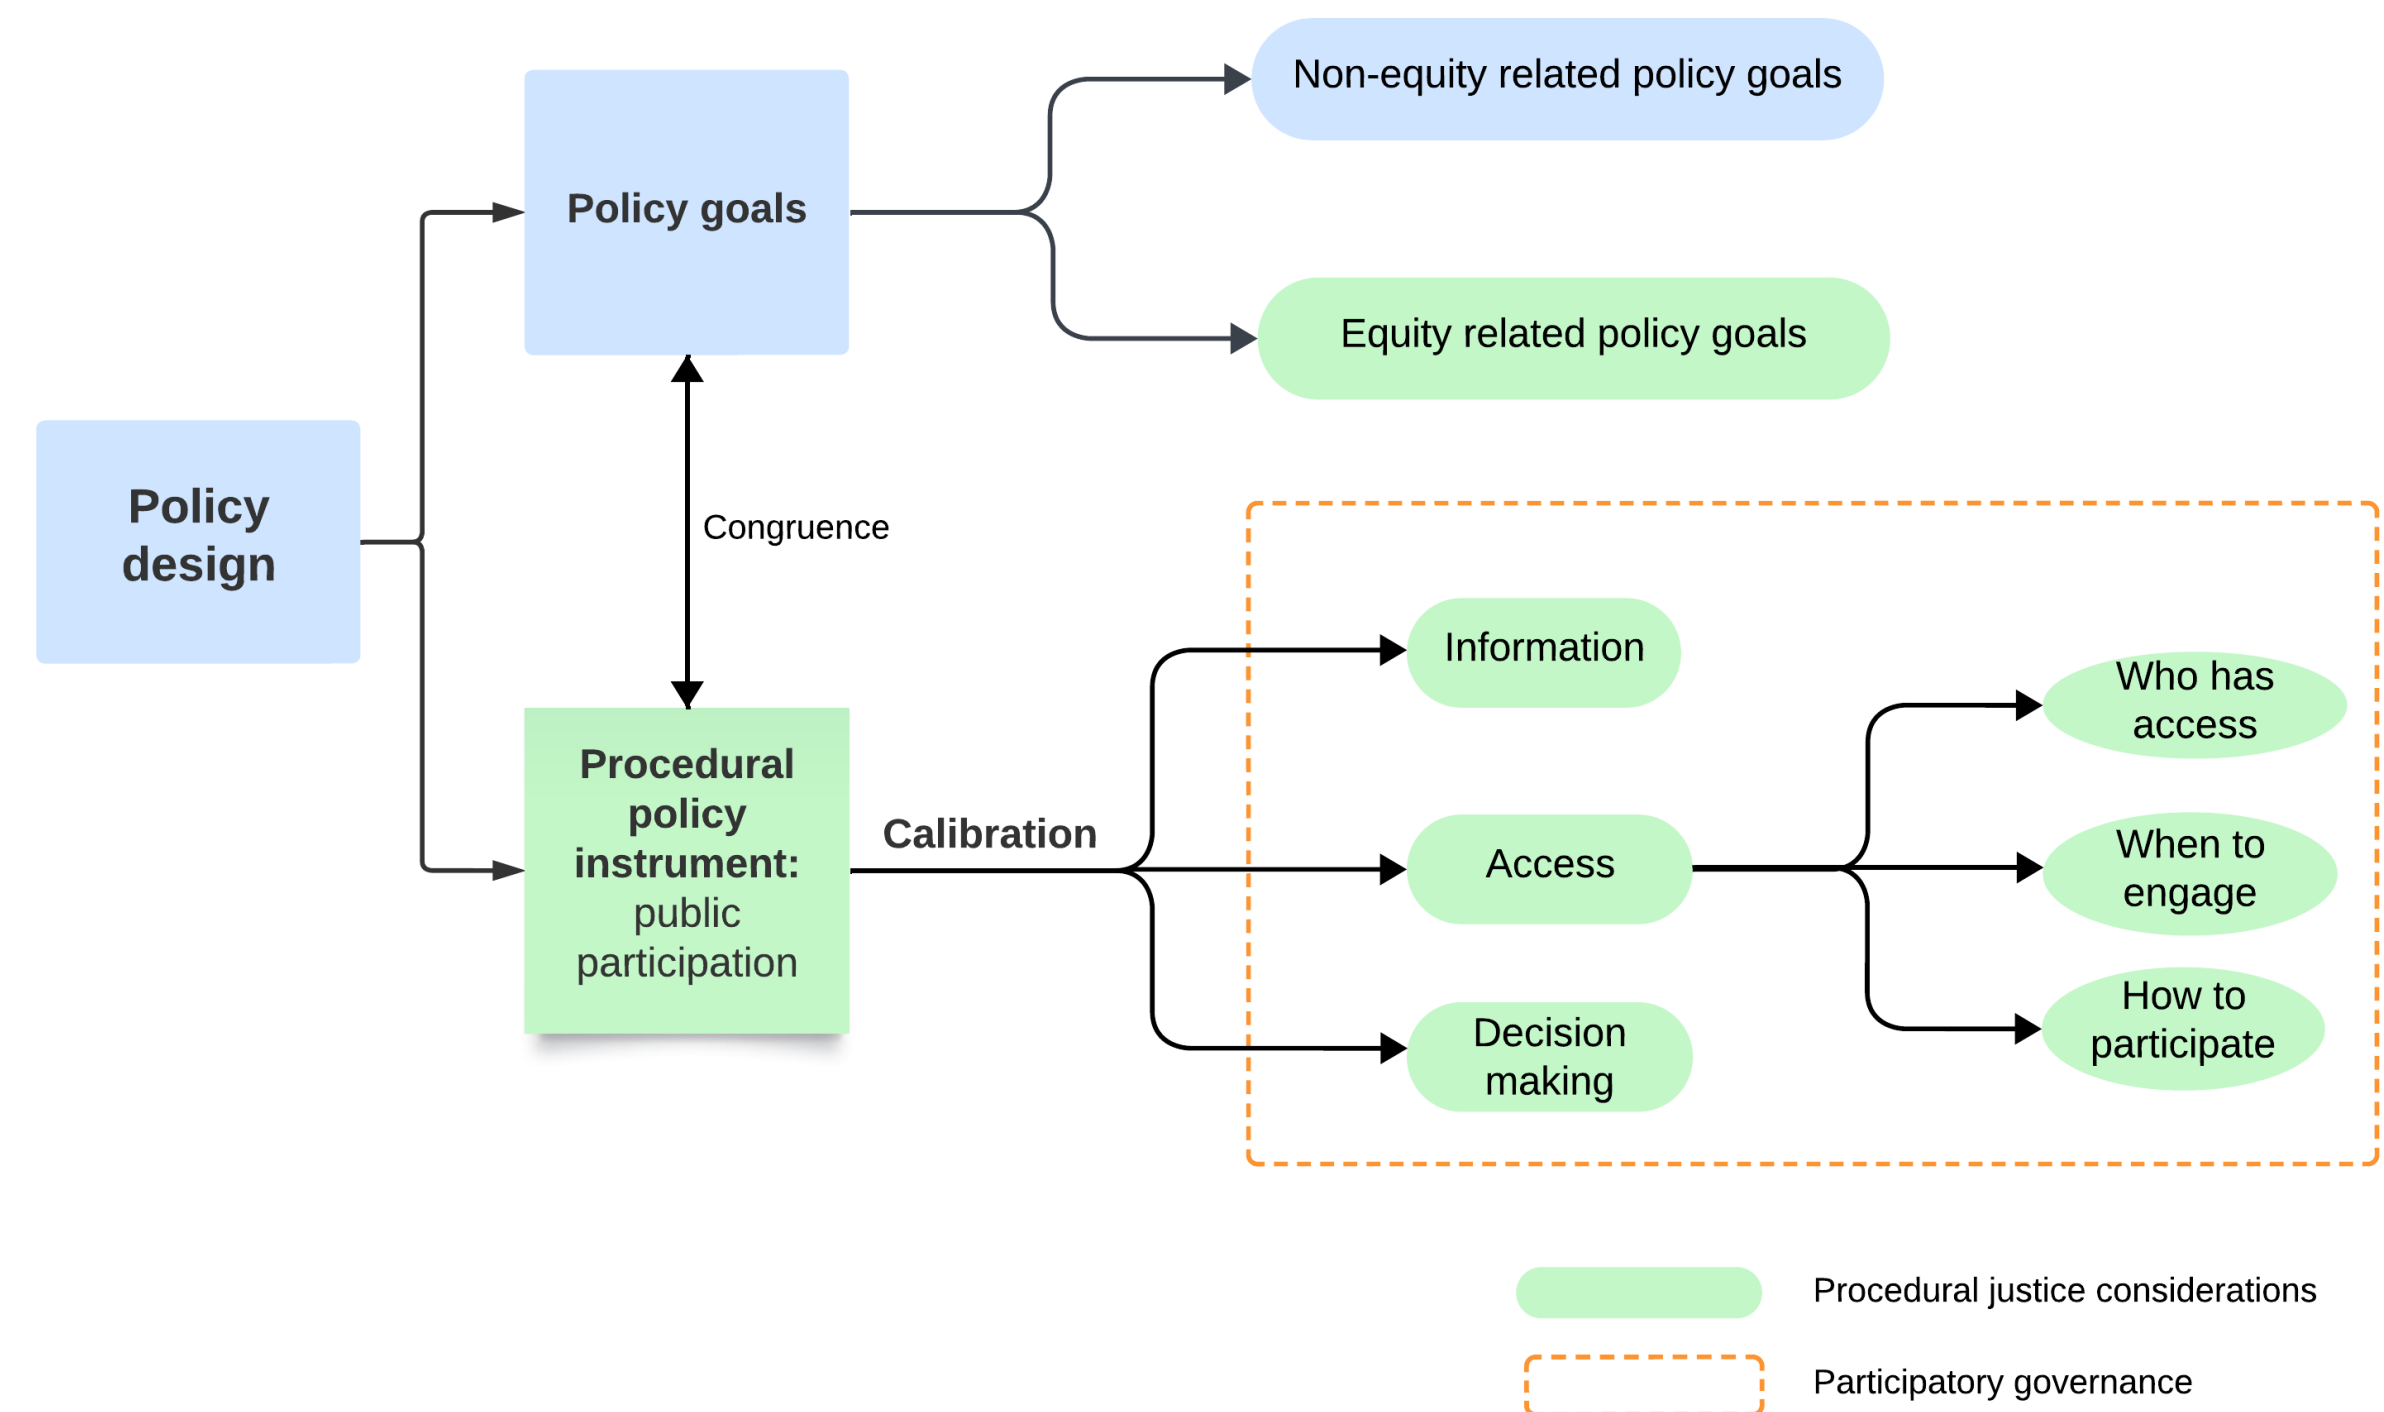 Non-equity related policy goals
Policy goals
Equity related policy goals
Policy
design
Congruence
Information
Who has
access
Procedural
policy
instrument:
public
participation
Calibration
Access
When to
engage
Decision
making
How to
participate
Procedural justice considerations
Participatory governance